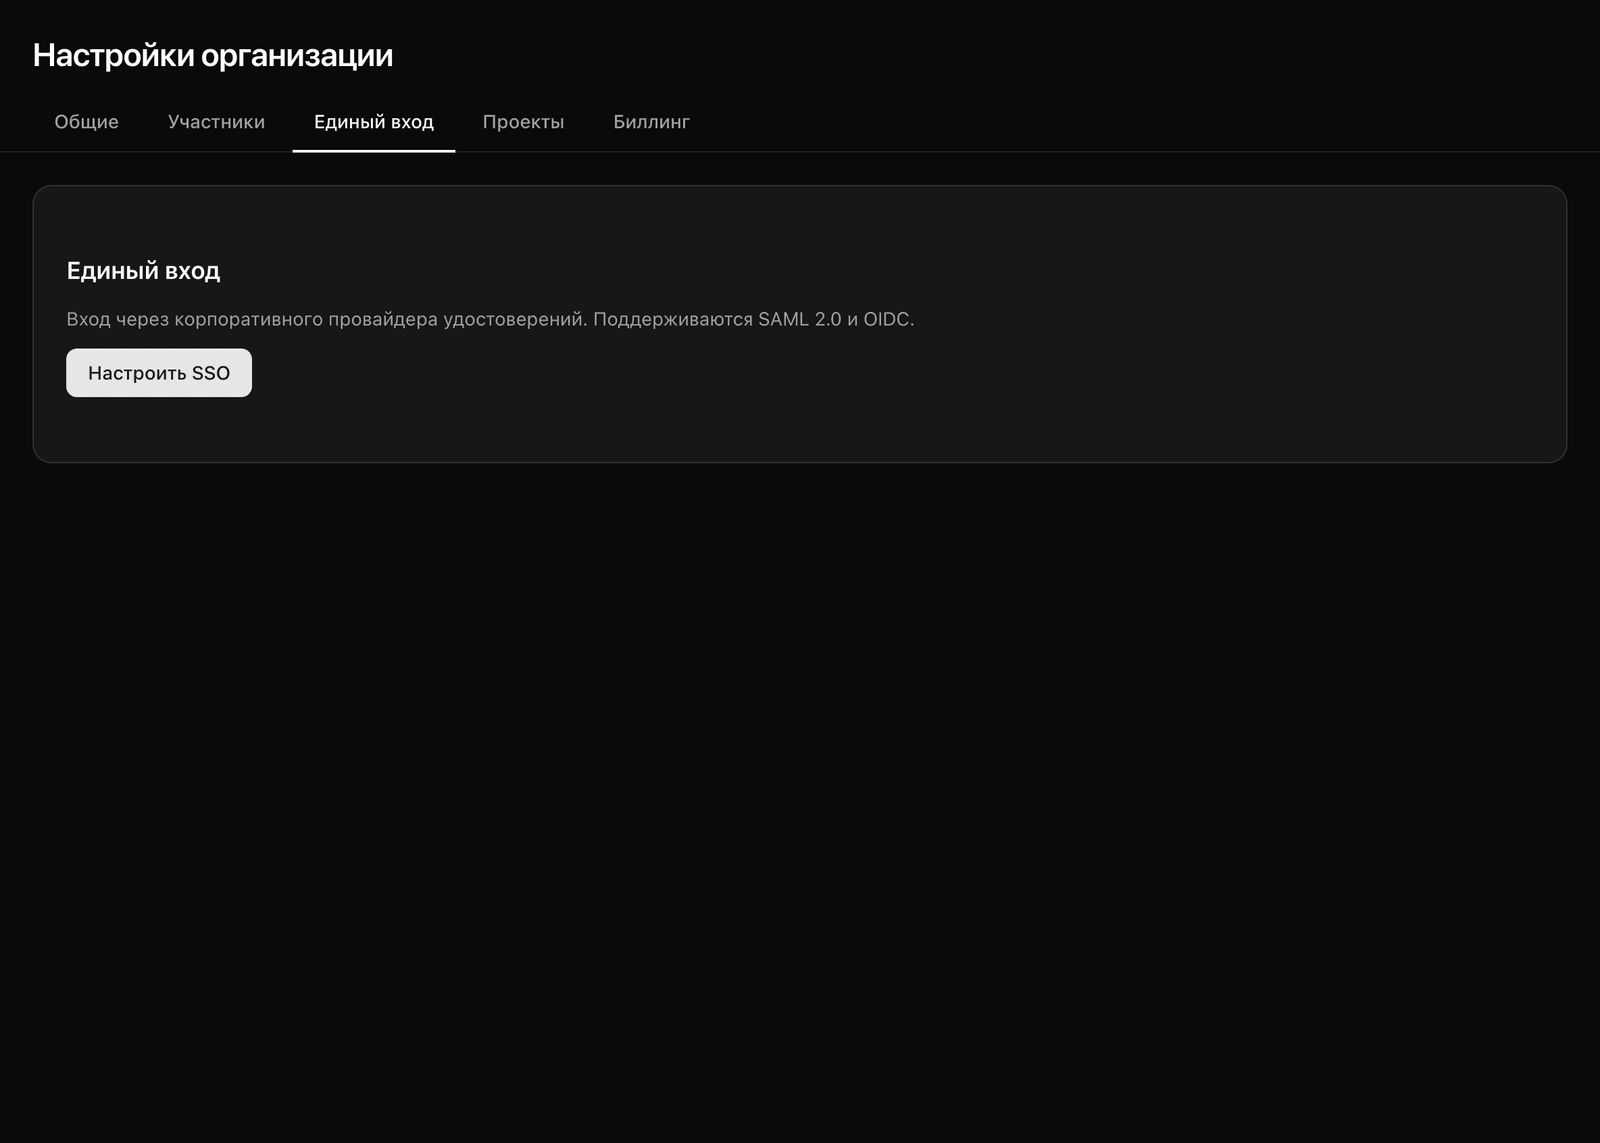 Настройки организации
Общие
Участники
Единый вход
Проекты
Биллинг
Единый вход
Вход через корпоративного провайдера удостоверений. Поддерживаются SAML 2.0 и OIDC.
Настроить SSO